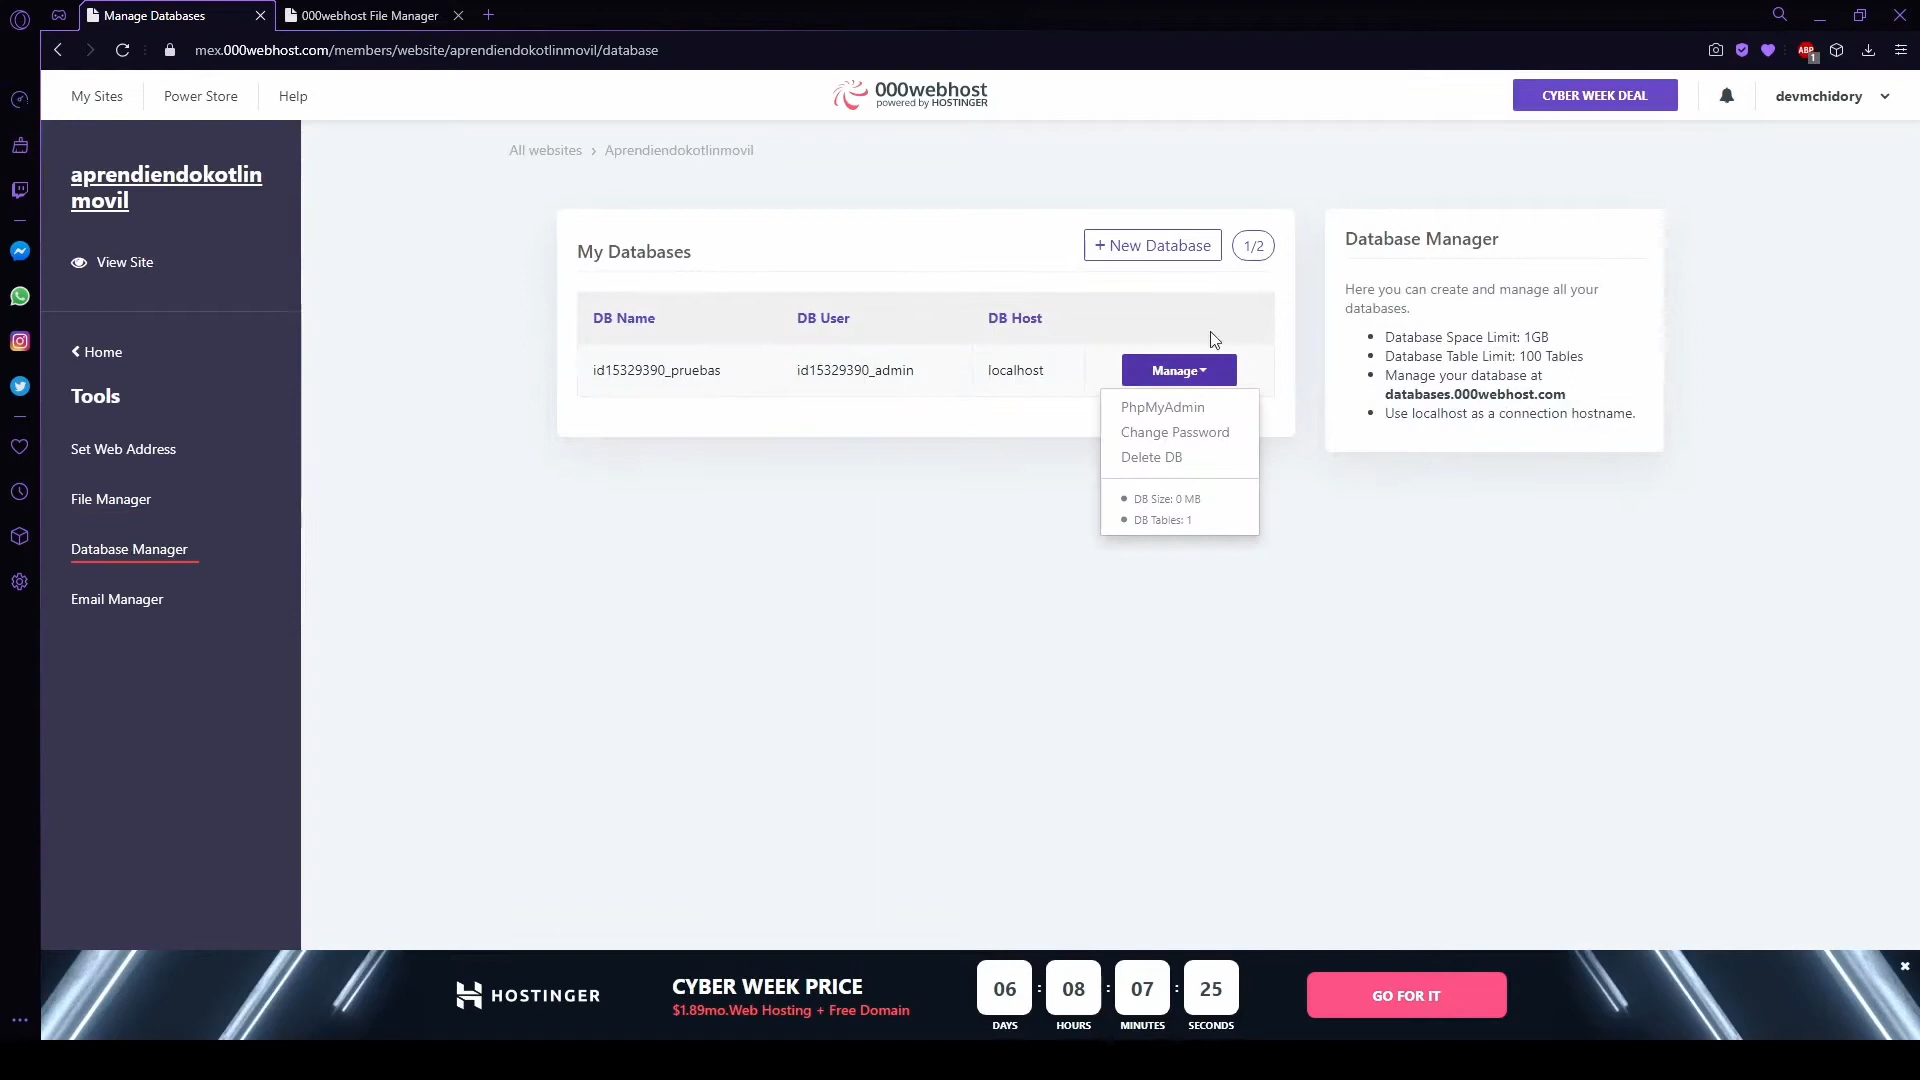 Manage Databases
000webhost File Manager
mex.000webhost.com/members/website/aprendiendokotlinmovil/database
ABP
1
My Sites
Power Store
Help
000webhost
powered by HOSTINGER
CYBER WEEK DEAL
devmchidory
aprendiendokotlin
movil
View Site
Home
Tools
Set Web Address
File Manager
Database Manager
Email Manager
All websites › Aprendiendokotlinmovil
My Databases
+ New Database
1/2
DB Name DB User DB Host
id15329390_pruebas id15329390_admin localhost
Manage
PhpMyAdmin
Change Password
Delete DB
DB Size: 0 MB
DB Tables: 1
Database Manager
Here you can create and manage all your
databases.
Database Space Limit: 1GB
Database Table Limit: 100 Tables
Manage your database at
databases.000webhost.com
Use localhost as a connection hostname.
HOSTINGER
CYBER WEEK PRICE
$1.89mo.Web Hosting + Free Domain
06 : 08 : 07 : 25
DAYS HOURS MINUTES SECONDS
GO FOR IT